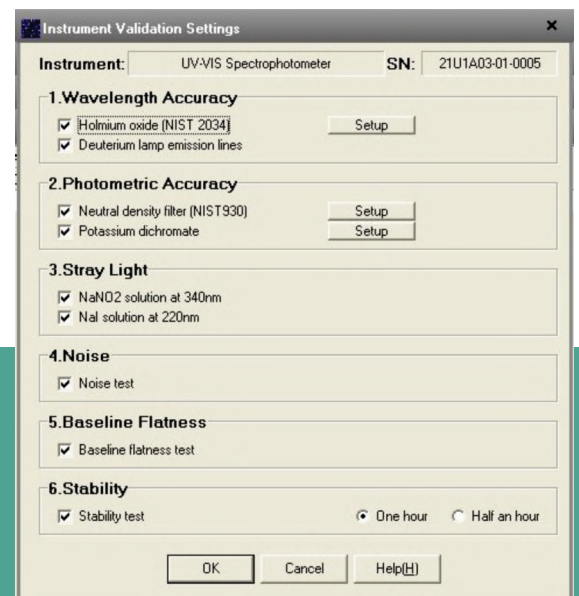 Instrument Validation Settings
Instrument: UV-VIS Spectrophotometer SN: 21U1A03-01-0005
1.Wavelength Accuracy
Holmium oxide (NIST 2034) Setup
Deuterium lamp emission lines
2.Photometric Accuracy
Neutral density filter (NIST930) Setup
Potassium dichromate Setup
3.Stray Light
NaNO2 solution at 340nm
NaI solution at 220nm
4.Noise
Noise test
5.Baseline Flatness
Baseline flatness test
6.Stability
Stability test One hour Half an hour
OK Cancel Help(H)